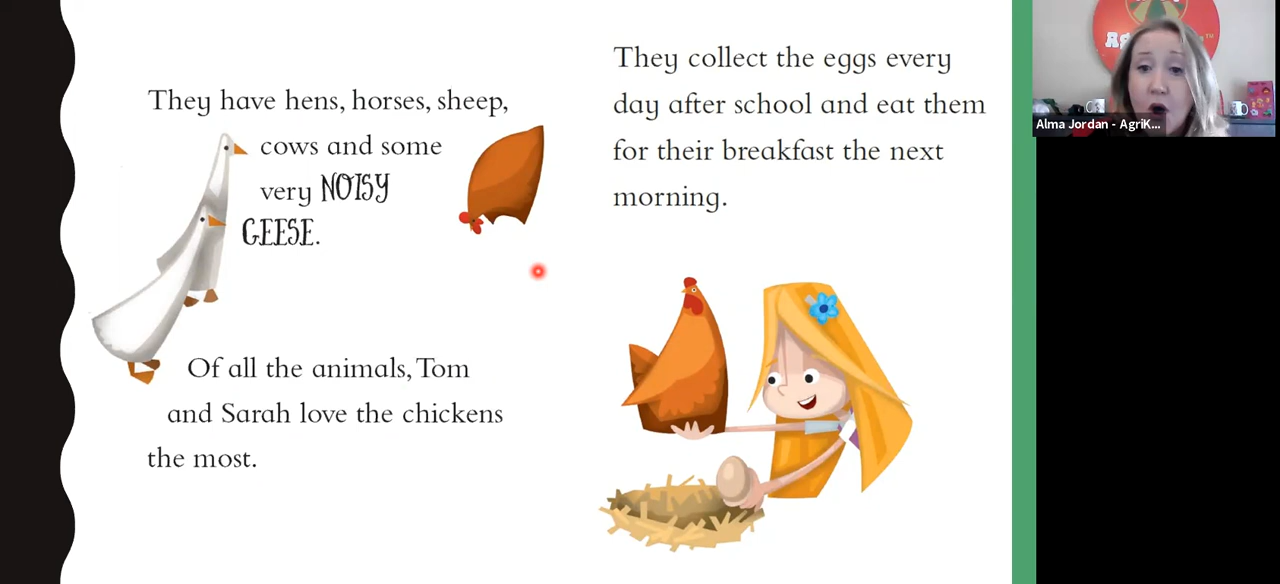 They have hens, horses, sheep,
cows and some
very NOISY
GEESE.
Of all the animals, Tom
and Sarah love the chickens
the most.
They collect the eggs every
day after school and eat them
for their breakfast the next
morning.
Alma Jordan - AgriK...